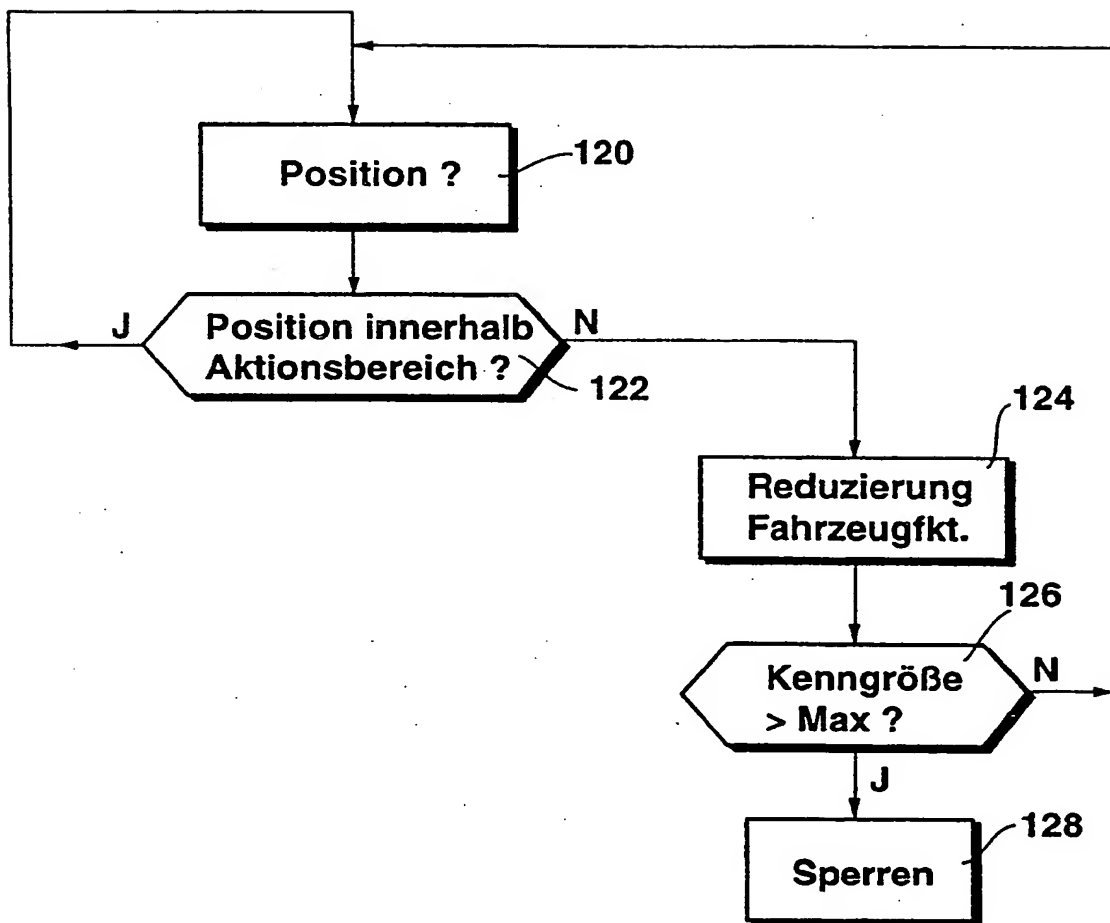 Position ?
120
J
Position innerhalb
Aktionsbereich ?
N
122
124
Reduzierung
Fahrzeugfkt.
126
Kenngröße
> Max ?
N
J
128
Sperren